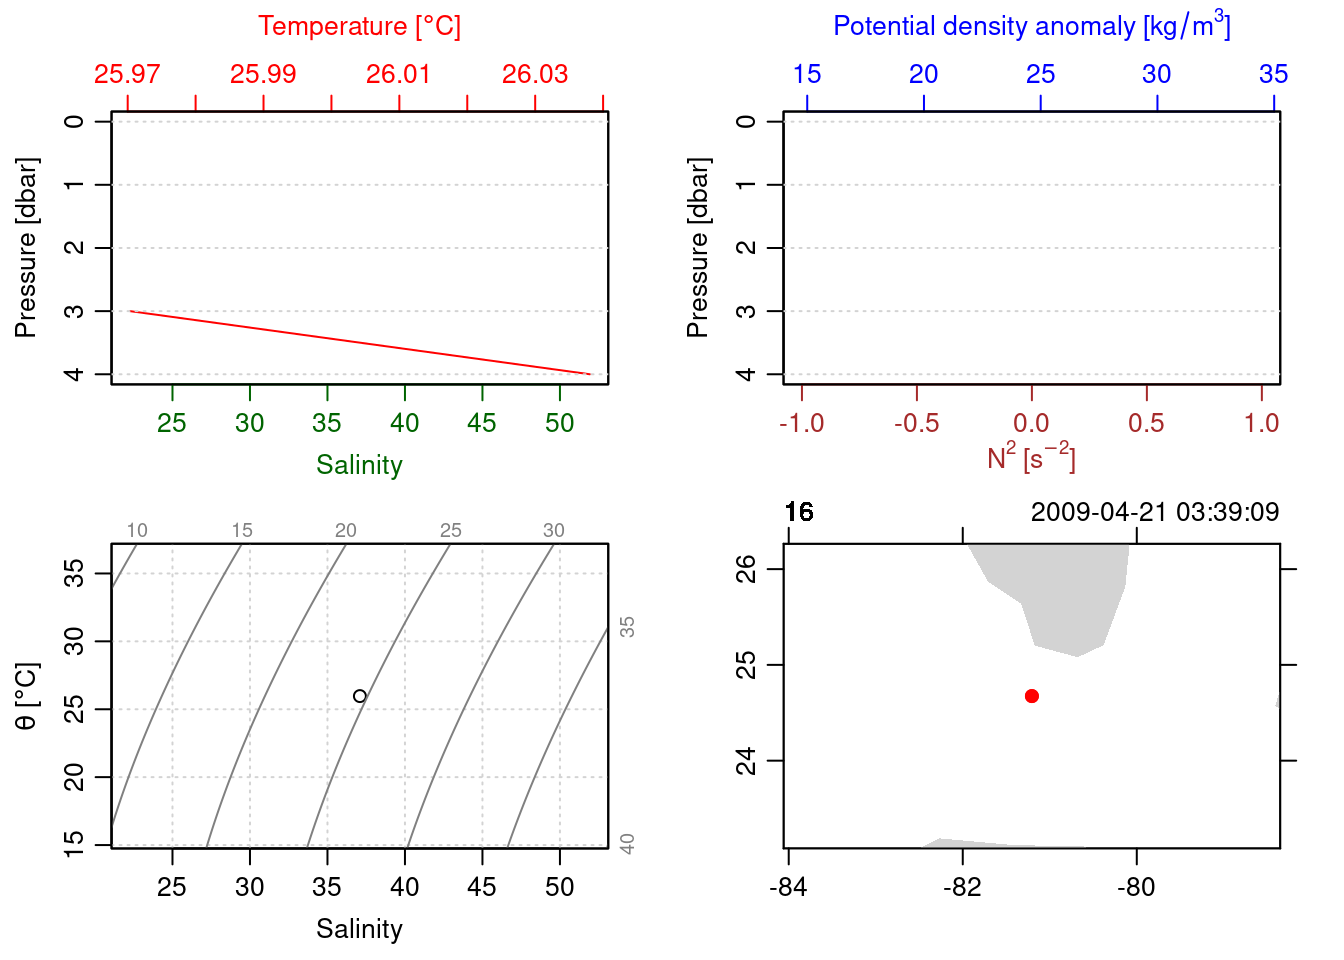 Temperature [°C]
25.97 25.99 26.01 26.03
0
1
2
3
4
Pressure [dbar]
25 30 35 40 45 50
Salinity
Potential density anomaly [kg/m³]
15 20 25 30 35
0
1
2
3
4
Pressure [dbar]
-1.0 -0.5 0.0 0.5 1.0
N² [s⁻²]
10 15 20 25 30
35
40
35
30
25
20
15
θ [°C]
25 30 35 40 45 50
Salinity
16 2009-04-21 03:39:09
26
25
24
-84 -82 -80